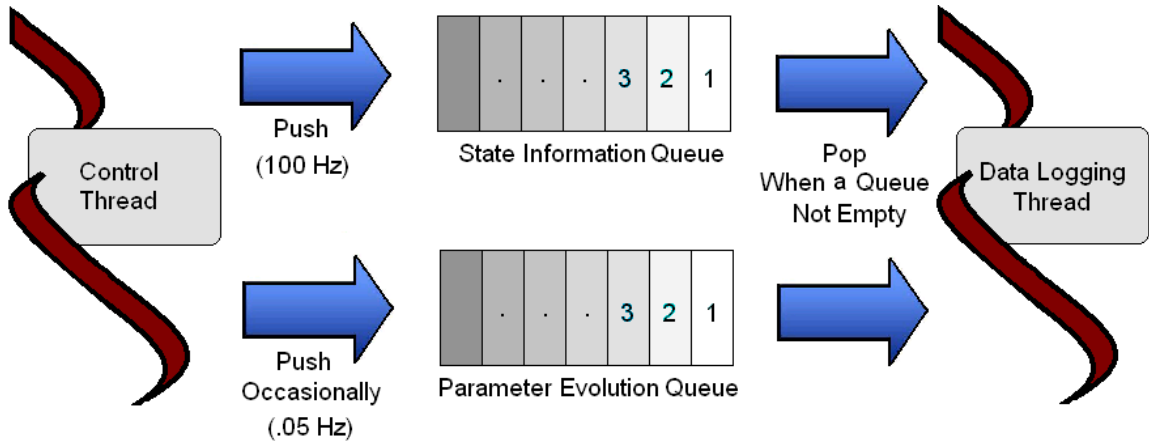 Control
Thread
Push
(100 Hz)
. . . 3 2 1
State Information Queue
Pop
When a Queue
Not Empty
Data Logging
Thread
Push
Occasionally
(.05 Hz)
. . . 3 2 1
Parameter Evolution Queue